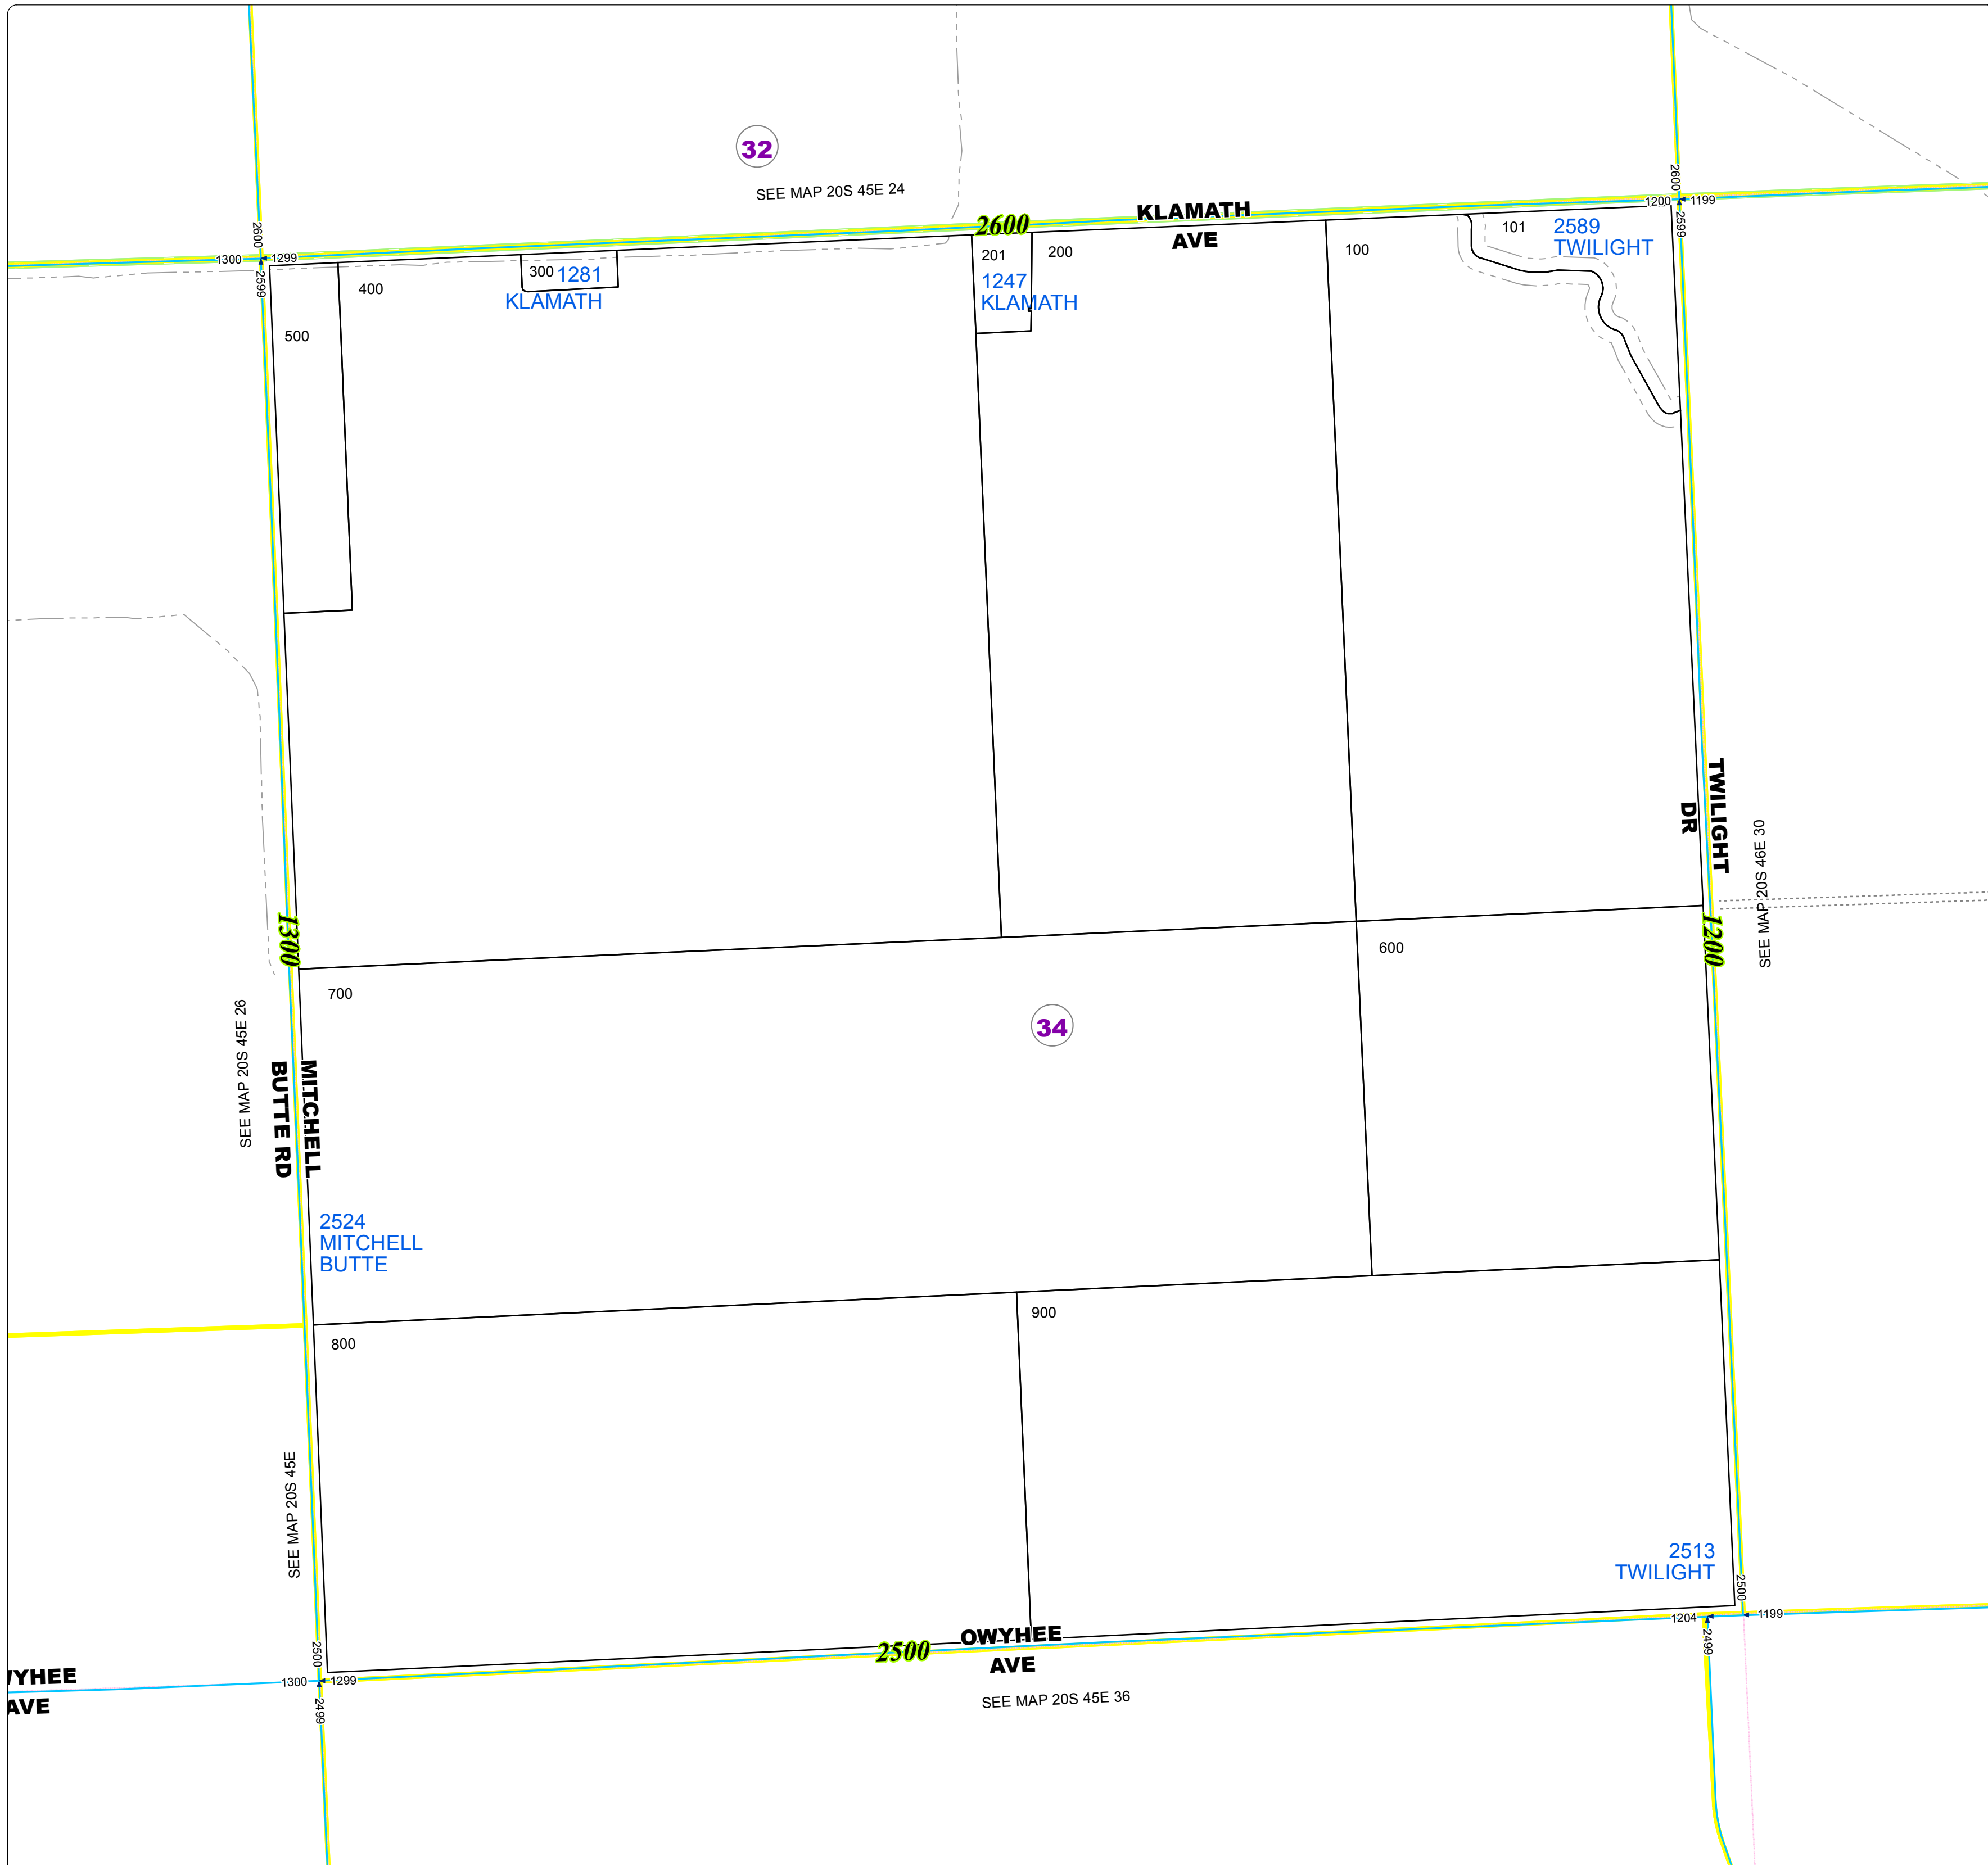 32
SEE MAP 20S 45E 24
2600
KLAMATH
AVE
2600
1200
1199
2599
2600
1300
1299
2599
101
2589
TWILIGHT
201
200
100
1247
KLAMATH
300
1281
KLAMATH
400
500
TWILIGHT
DR
SEE MAP 20S 46E 30
1200
1300
600
700
34
SEE MAP 20S 45E 26
MITCHELL
BUTTE RD
2524
MITCHELL
BUTTE
900
800
SEE MAP 20S 45E
2513
TWILIGHT
2500
1204
1199
2499
OWYHEE
2500
AVE
2500
1300
1299
2499
WYHEE
AVE
SEE MAP 20S 45E 36